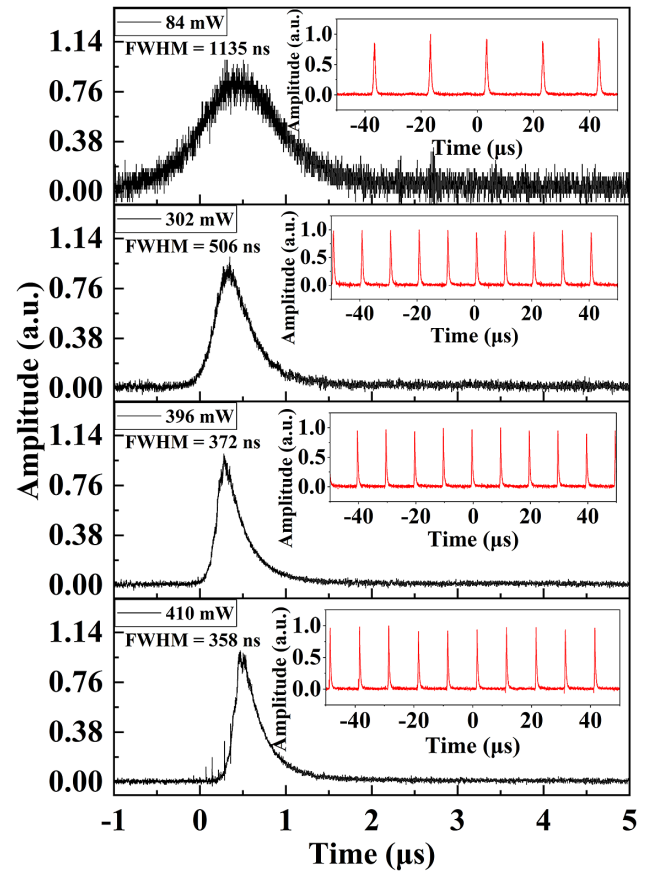 84 mW
FWHM = 1135 ns
1.14
0.76
0.38
0.00
Amplitude (a.u.)
1.0
0.5
0.0
-40 -20 0 20 40
Time (μs)
302 mW
FWHM = 506 ns
1.14
0.76
0.38
0.00
Amplitude (a.u.)
1.0
0.5
0.0
-40 -20 0 20 40
Time (μs)
396 mW
FWHM = 372 ns
1.14
0.76
0.38
0.00
Amplitude (a.u.)
1.0
0.5
0.0
-40 -20 0 20 40
Time (μs)
410 mW
FWHM = 358 ns
1.14
0.76
0.38
0.00
Amplitude (a.u.)
1.0
0.5
0.0
-40 -20 0 20 40
Time (μs)
Amplitude (a.u.)
-1 0 1 2 3 4 5
Time (μs)